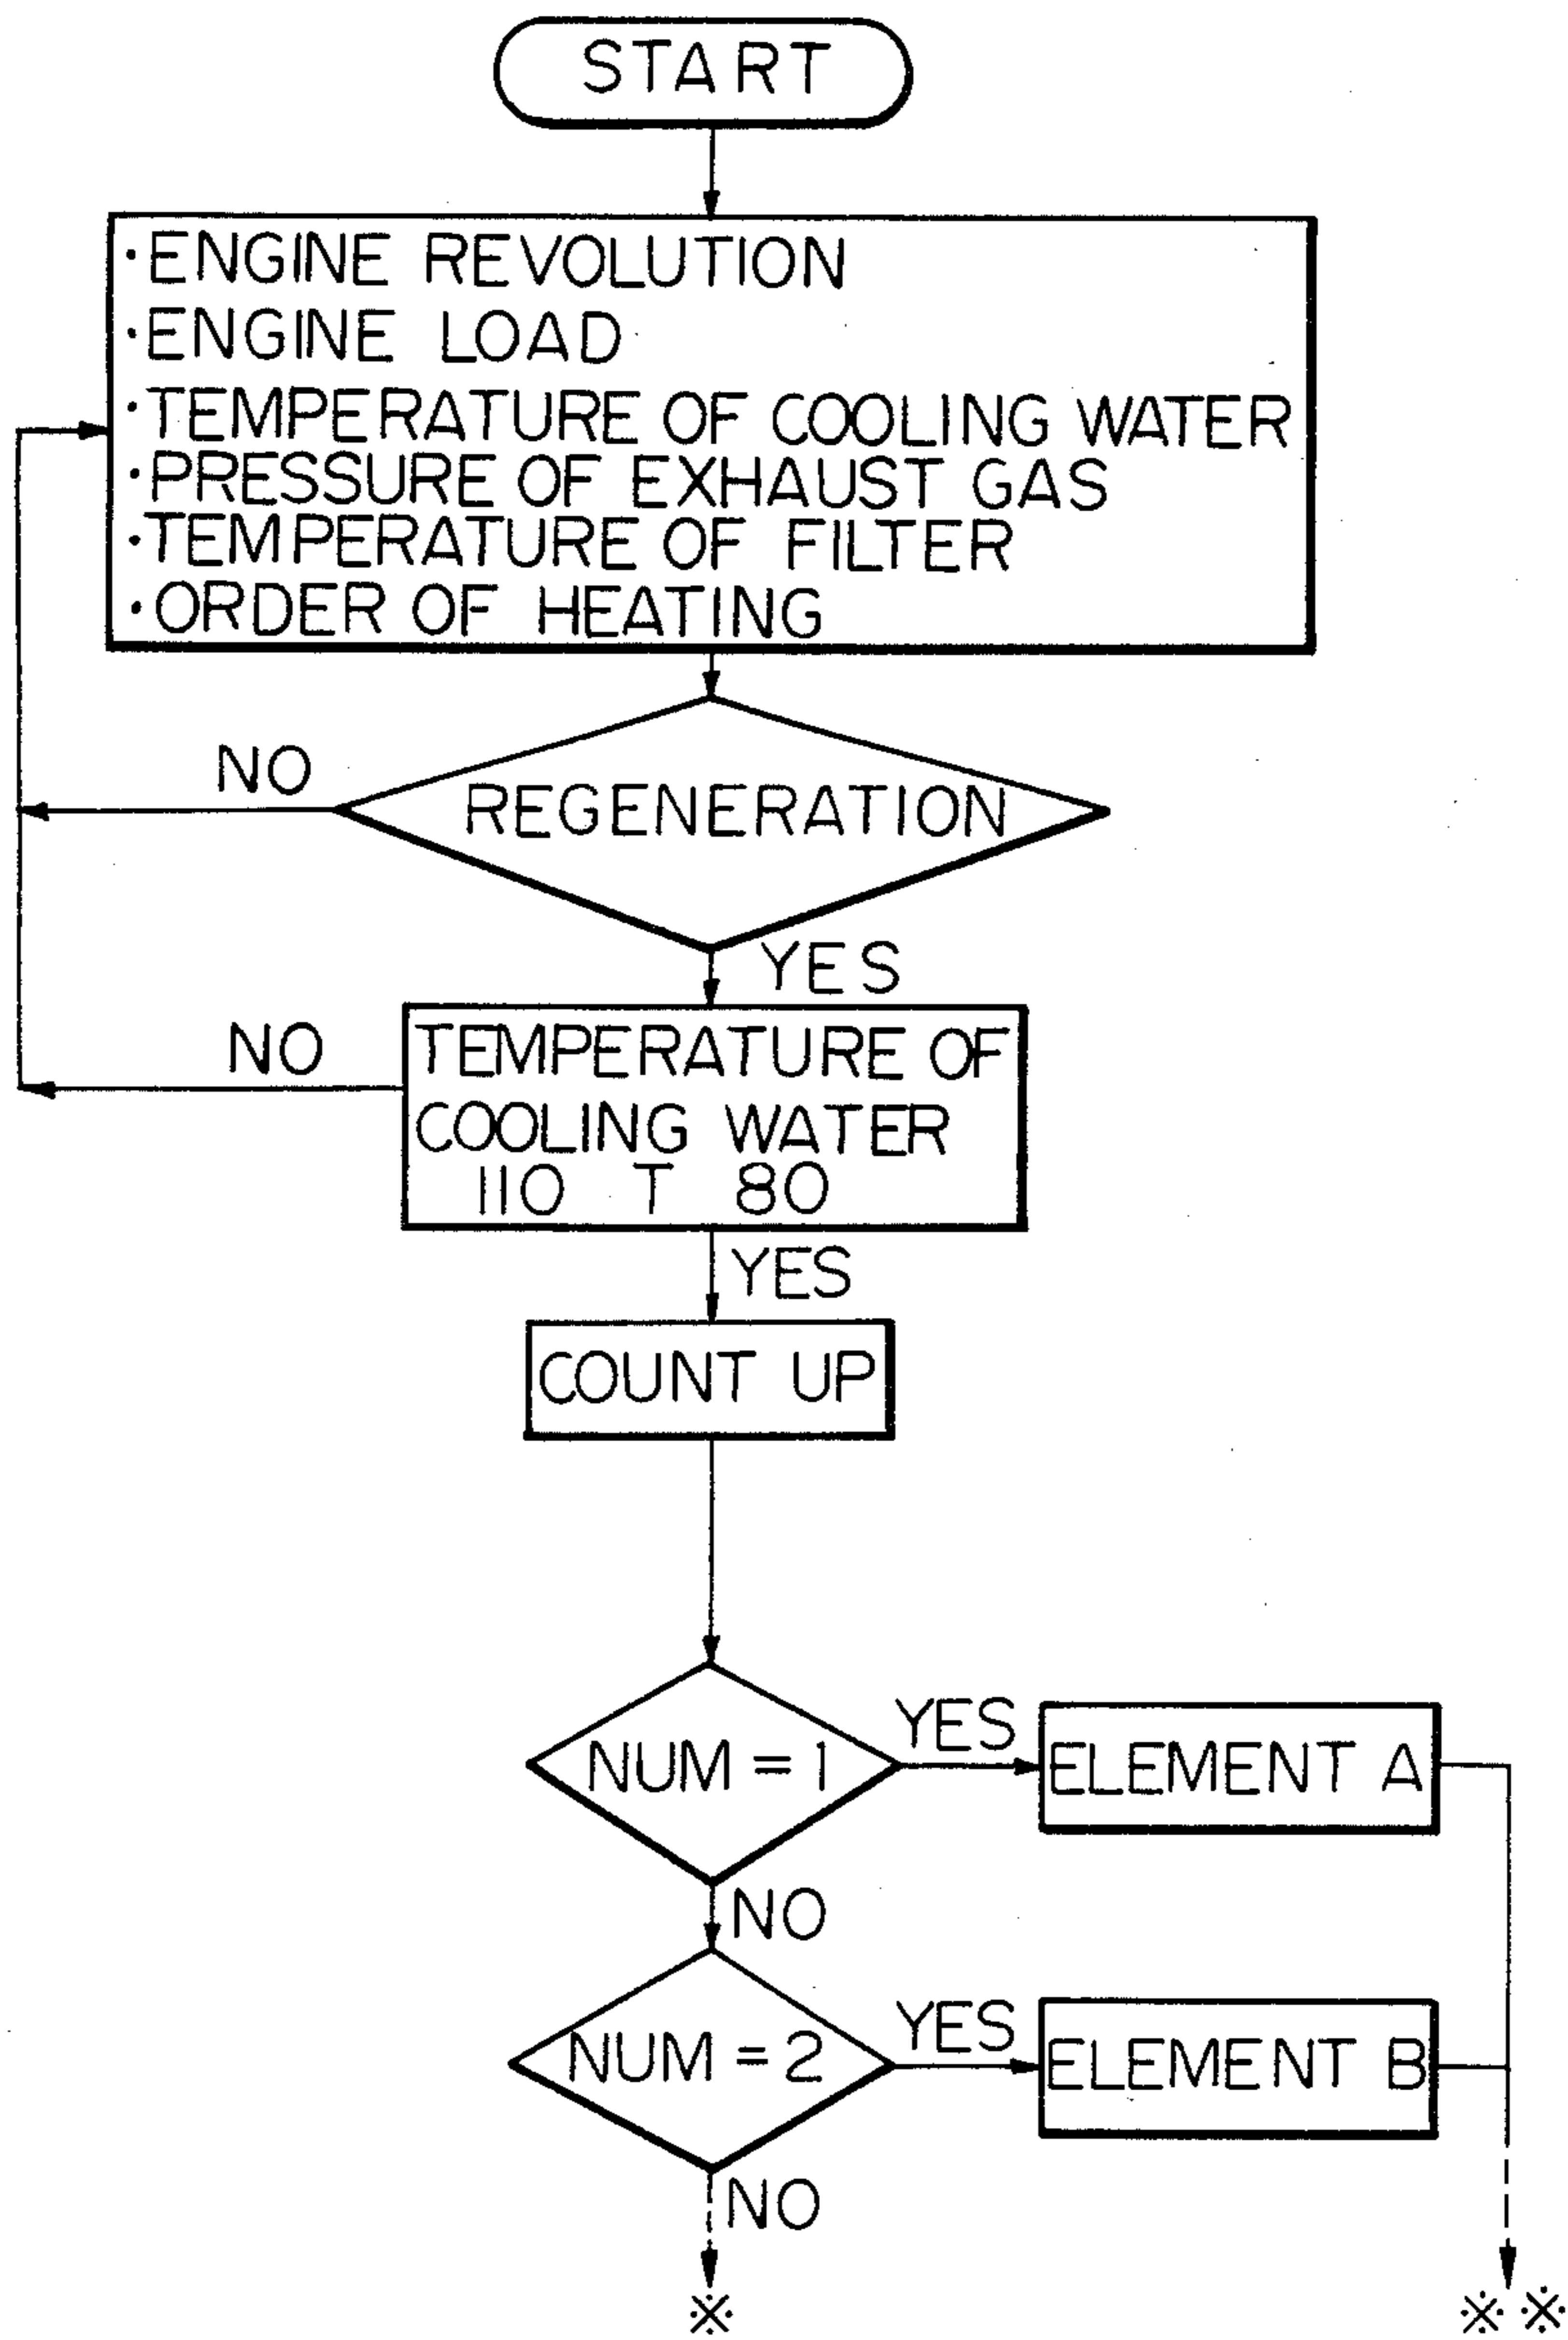 START
·ENGINE REVOLUTION
·ENGINE LOAD
·TEMPERATURE OF COOLING WATER
·PRESSURE OF EXHAUST GAS
·TEMPERATURE OF FILTER
·ORDER OF HEATING
NO
REGENERATION
YES
NO
TEMPERATURE OF
COOLING WATER
110 T 80
YES
COUNT UP
NUM = 1
YES
ELEMENT A
NO
NUM = 2
YES
ELEMENT B
NO
※
※※